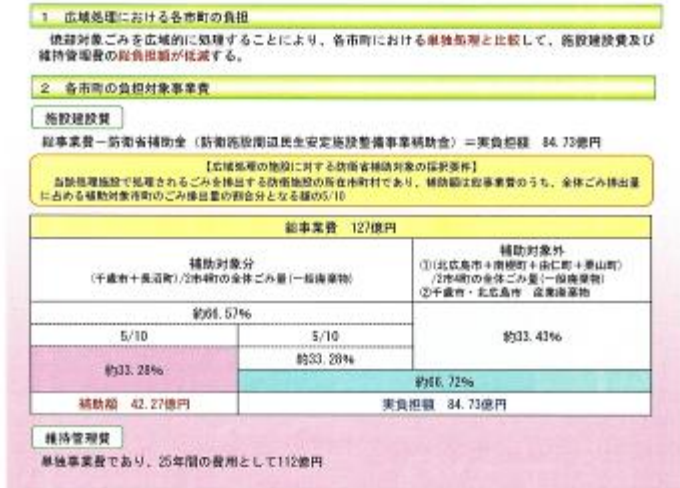 1 広域処理における各市町の負担
焼却対象ごみを広域的に処理することにより、各市町における単独処理と比較して、施設建設費及び
維持管理費の総負担額が低減する。
2 各市町の負担対象事業費
施設建設費
総事業費－防衛省補助金（防衛施設周辺民生安定施設整備事業補助金）＝実負担額 84.73億円
【広域処理の施設に対する防衛省補助対象の採択要件】
当該処理施設で処理されるごみを排出する防衛施設の所在市町村であり、補助額は総事業費のうち、全体ごみ排出量
に占める補助対象市町のごみ排出量の割合分となる額の5/10
総事業費 127億円
補助対象分
(千歳市＋長沼町)/2市4町の全体ごみ量(一般廃棄物)
補助対象外
①(北広島市＋南幌町＋由仁町＋栗山町)
/2市4町の全体ごみ量(一般廃棄物)
②千歳市・北広島市 産業廃棄物
約66.57%
5/10
5/10
約33.43%
約33.28%
約33.28%
約66.72%
補助額 42.27億円
実負担額 84.73億円
維持管理費
単独事業費であり、25年間の費用として112億円